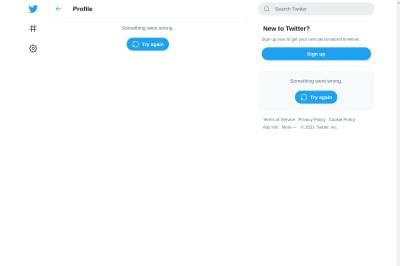 Profile
Something went wrong.
Try again
Search Twitter
New to Twitter?
Sign up now to get your own personalized timeline!
Sign up
Something went wrong.
Try again
Terms of Service Privacy Policy Cookie Policy
Ads info More © 2021 Twitter, Inc.